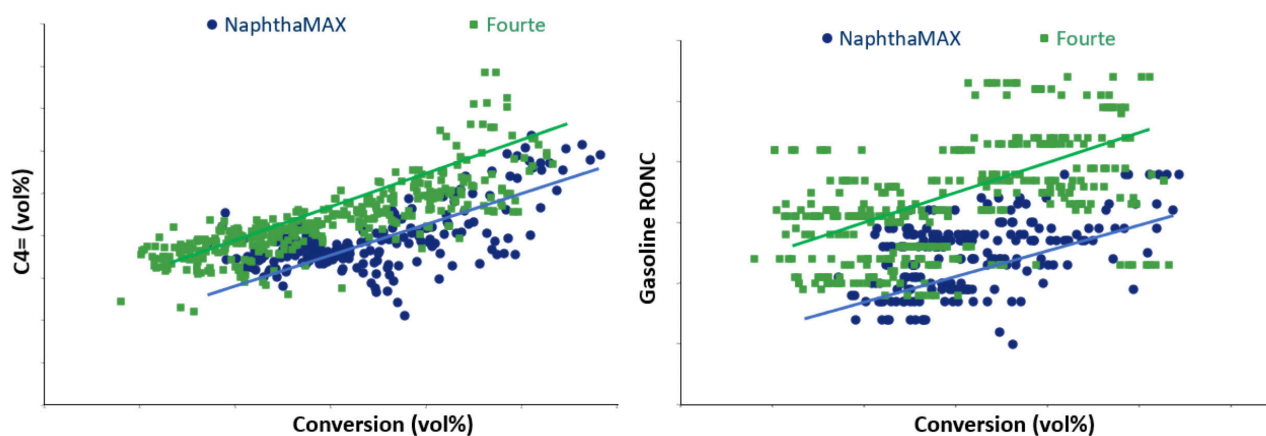 NaphthaMAX Fourte
C4= (vol%)
Conversion (vol%)
NaphthaMAX Fourte
Gasoline RONC
Conversion (vol%)